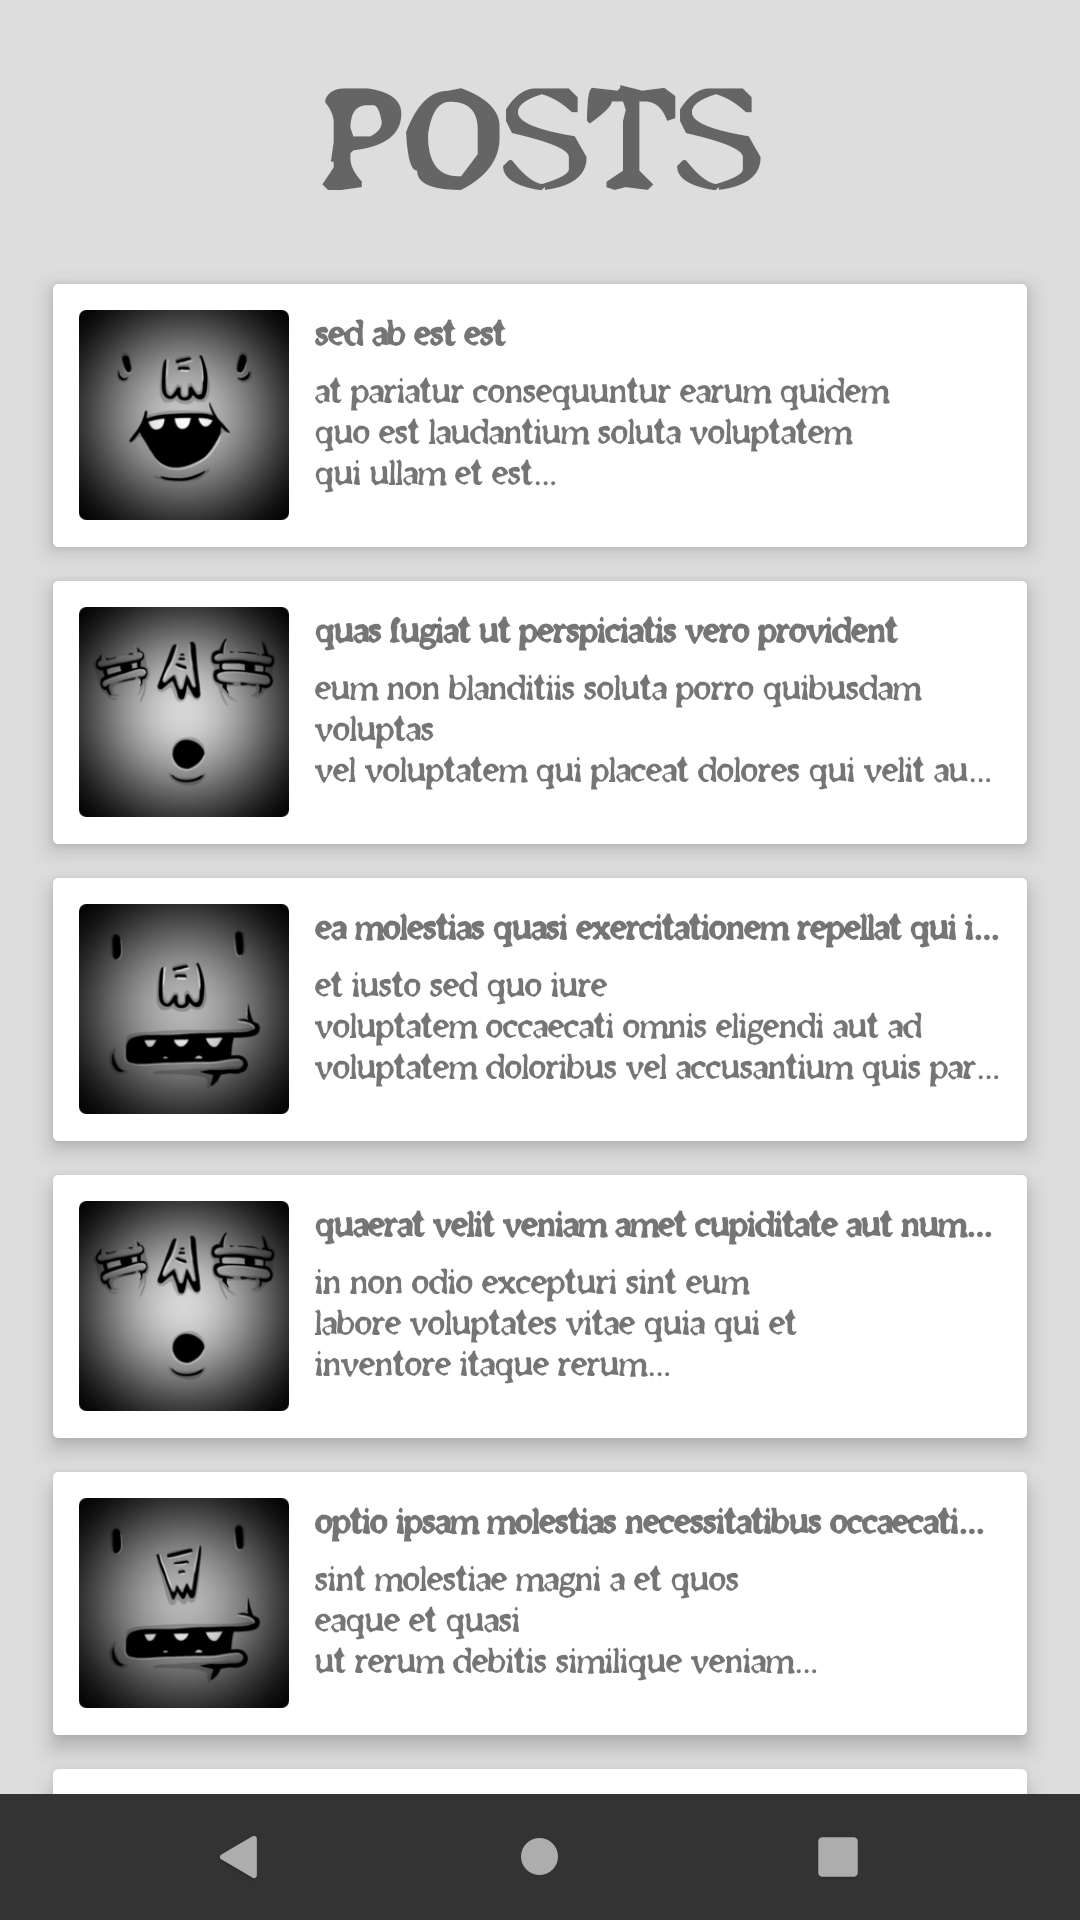 POSTS
sed ab est est
at pariatur consequuntur earum quidem
quo est laudantium soluta voluptatem
qui ullam et est...
quas fugiat ut perspiciatis vero provident
eum non blanditiis soluta porro quibusdam
voluptas
vel voluptatem qui placeat dolores qui velit au...
ea molestias quasi exercitationem repellat qui i...
et iusto sed quo iure
voluptatem occaecati omnis eligendi aut ad
voluptatem doloribus vel accusantium quis par...
quaerat velit veniam amet cupiditate aut num...
in non odio excepturi sint eum
labore voluptates vitae quia qui et
inventore itaque rerum...
optio ipsam molestias necessitatibus occaecati...
sint molestiae magni a et quos
eaque et quasi
ut rerum debitis similique veniam...